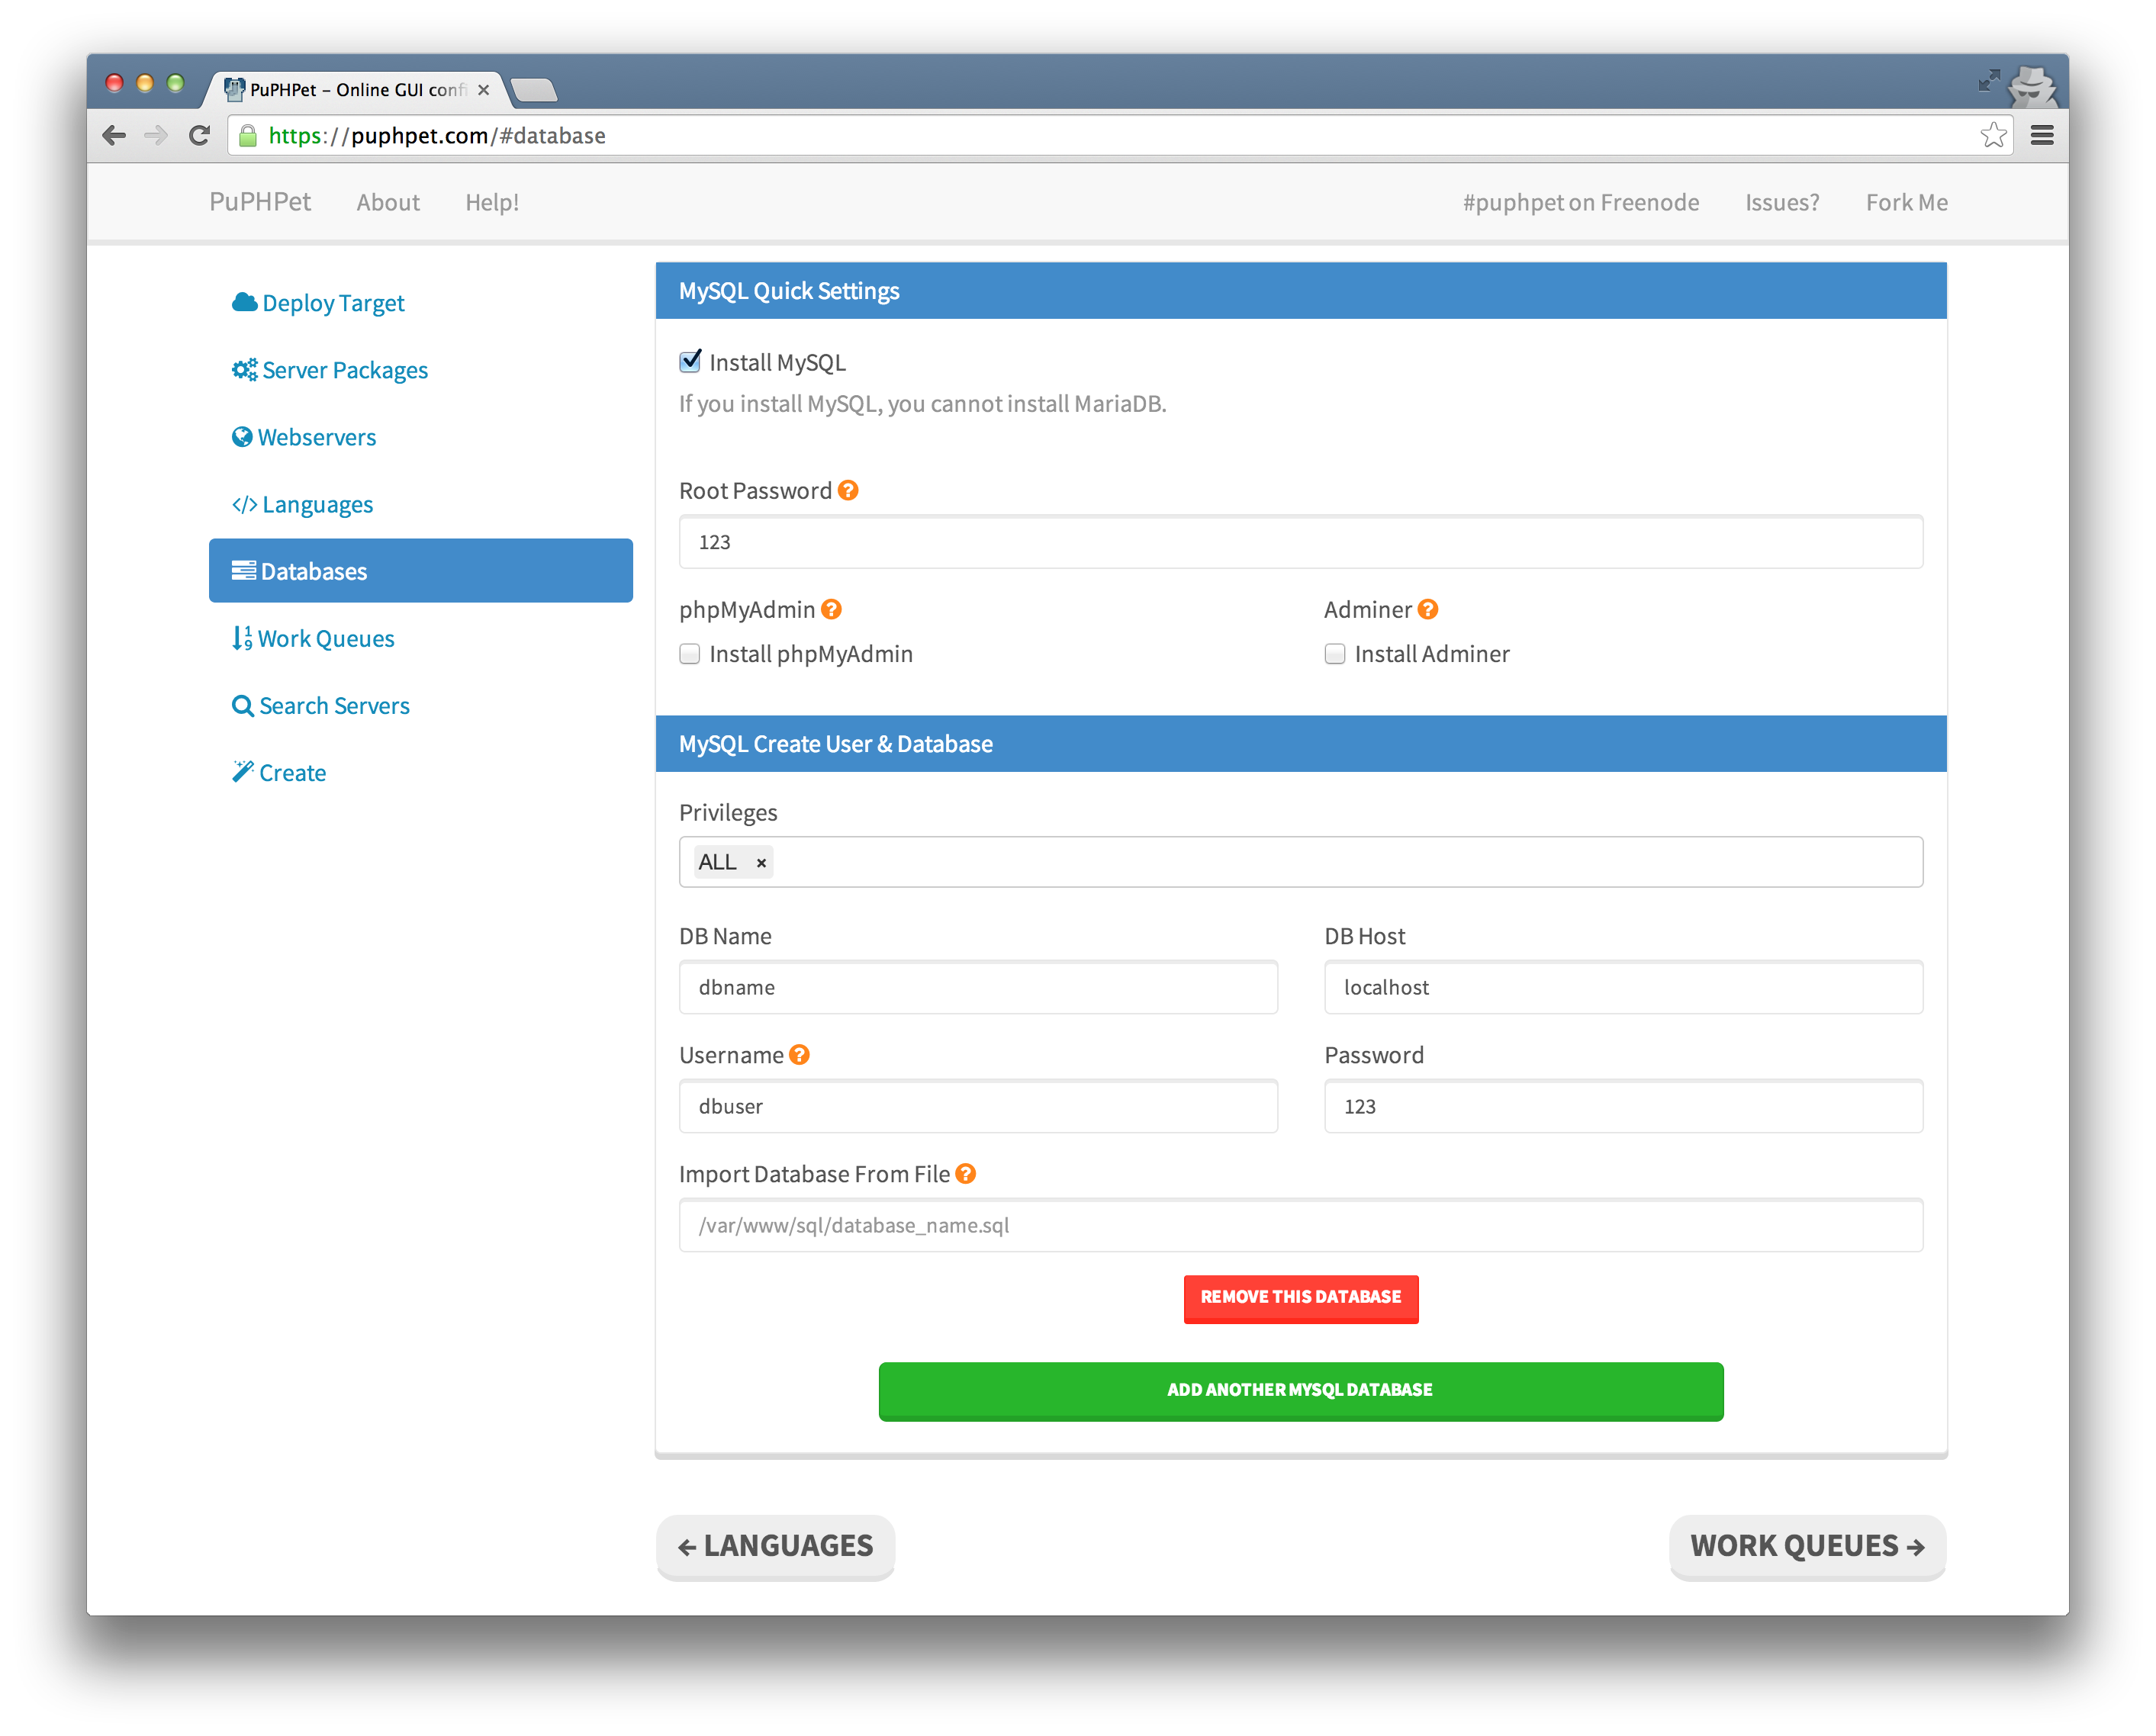 PuPHPet – Online GUI conf
https://puphpet.com/#database
PuPHPet About Help! #puphpet on Freenode Issues? Fork Me
Deploy Target
Server Packages
Webservers
Languages
Databases
Work Queues
Search Servers
Create
MySQL Quick Settings
Install MySQL
If you install MySQL, you cannot install MariaDB.
Root Password
123
phpMyAdmin Adminer
Install phpMyAdmin Install Adminer
MySQL Create User & Database
Privileges
ALL ×
DB Name DB Host
dbname localhost
Username Password
dbuser 123
Import Database From File
/var/www/sql/database_name.sql
REMOVE THIS DATABASE
ADD ANOTHER MYSQL DATABASE
← LANGUAGES WORK QUEUES →